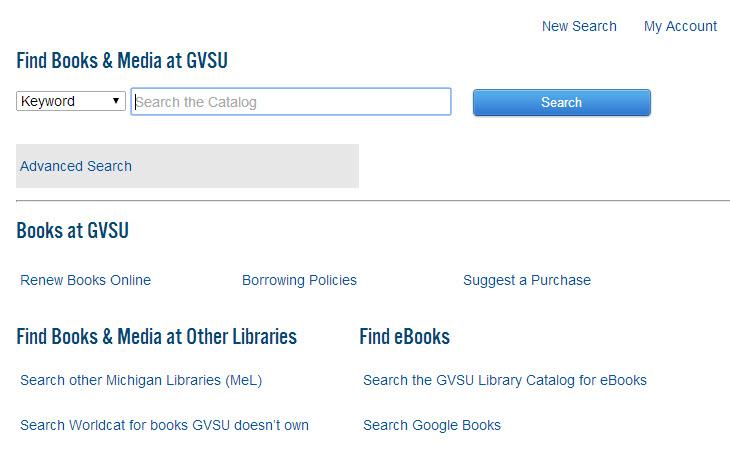 New Search My Account
Find Books & Media at GVSU
Keyword Search the Catalog Search
Advanced Search
Books at GVSU
Renew Books Online Borrowing Policies Suggest a Purchase
Find Books & Media at Other Libraries Find eBooks
Search other Michigan Libraries (MeL) Search the GVSU Library Catalog for eBooks
Search Worldcat for books GVSU doesn’t own Search Google Books